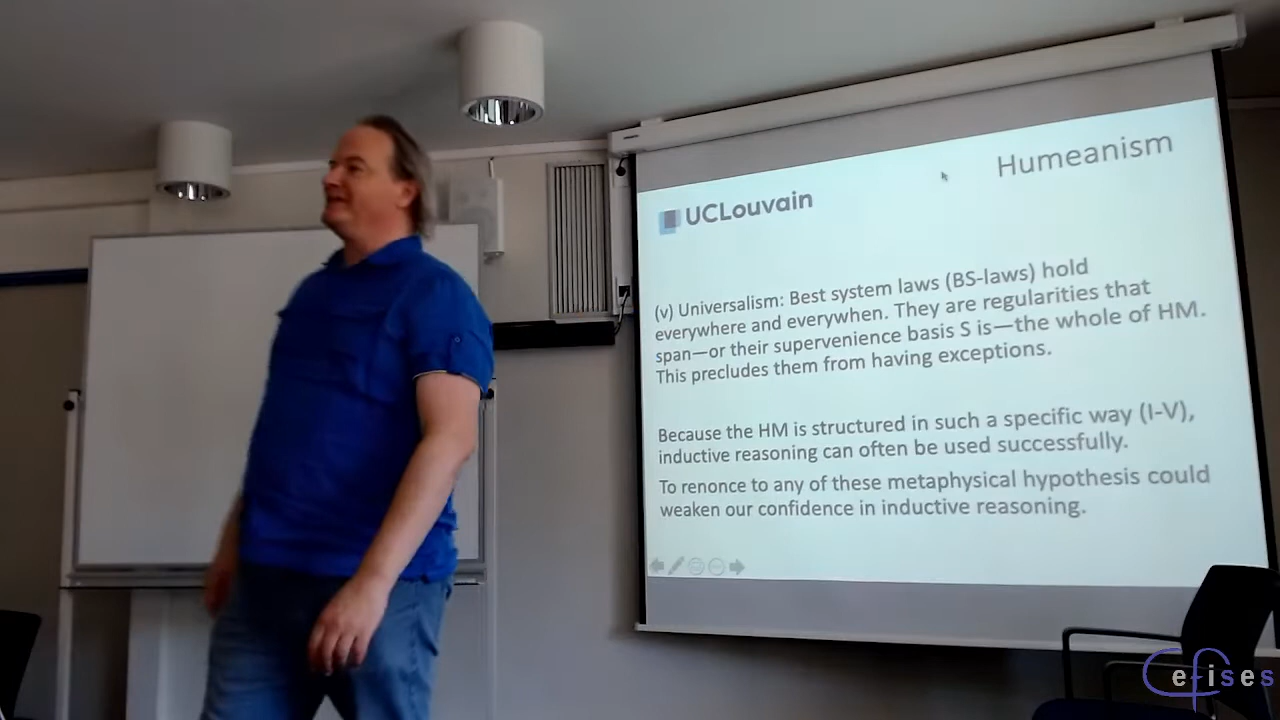 Humeanism
UCLouvain
(v) Universalism: Best system laws (BS-laws) hold
everywhere and everywhen. They are regularities that
span—or their supervenience basis S is—the whole of HM.
This precludes them from having exceptions.
Because the HM is structured in such a specific way (I-V),
inductive reasoning can often be used successfully.
To renonce to any of these metaphysical hypothesis could
weaken our confidence in inductive reasoning.
Cefises